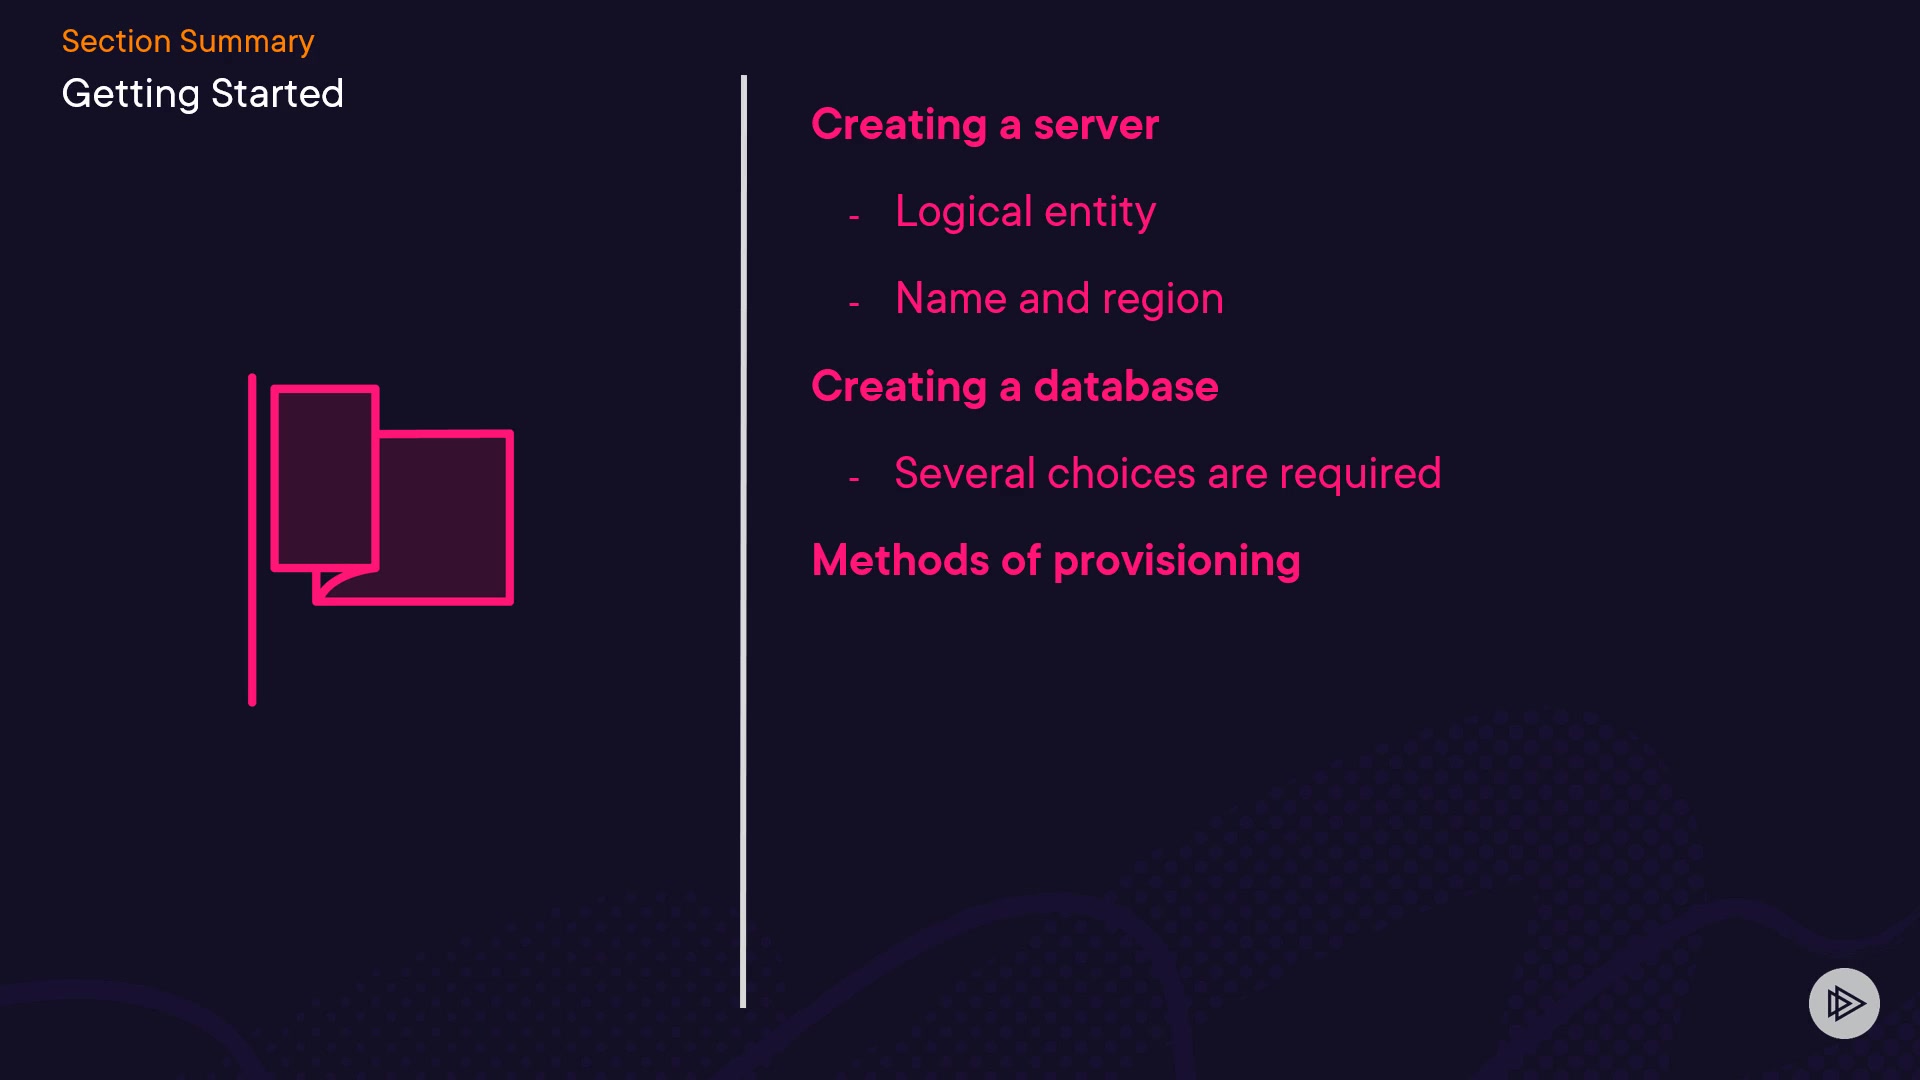 Section Summary
Getting Started
Creating a server
- Logical entity
- Name and region
Creating a database
- Several choices are required
Methods of provisioning